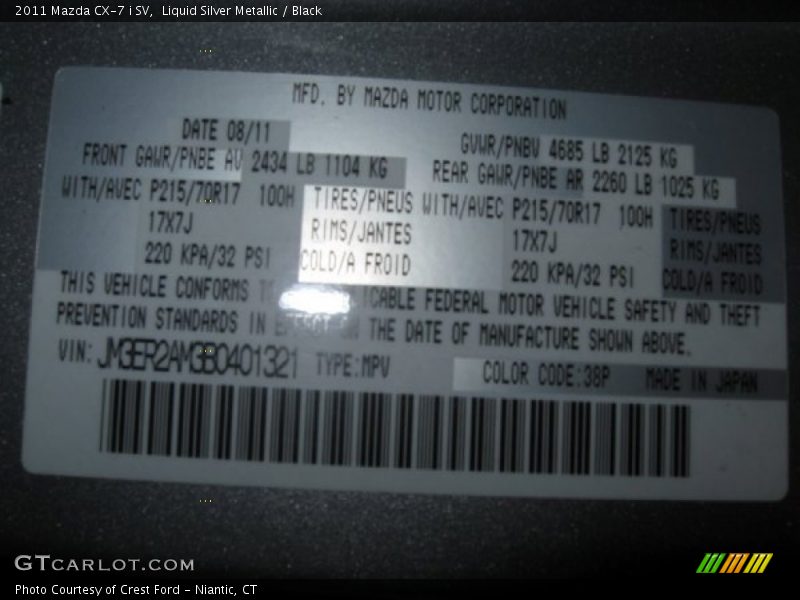 2011 Mazda CX-7 i SV,  Liquid Silver Metallic / Black
MFD. BY MAZDA MOTOR CORPORATION
DATE 08/11 GVWR/PNBV 4685 LB 2125 KG
FRONT GAWR/PNBE AV 2434 LB 1104 KG REAR GAWR/PNBE AR 2260 LB 1025 KG
WITH/AVEC P215/70R17 100H TIRES/PNEUS WITH/AVEC P215/70R17 100H TIRES/PNEUS
17X7J RIMS/JANTES 17X7J RIMS/JANTES
220 KPA/32 PSI COLD/A FROID 220 KPA/32 PSI COLD/A FROID
THIS VEHICLE CONFORMS FEDERAL MOTOR VEHICLE SAFETY AND THEFT
PREVENTION STANDARDS IN THE DATE OF MANUFACTURE SHOWN ABOVE.
VIN: TYPE:MPV COLOR CODE:38P MADE IN JAPAN
GTCARLOT.COM
Photo Courtesy of Crest Ford - Niantic, CT